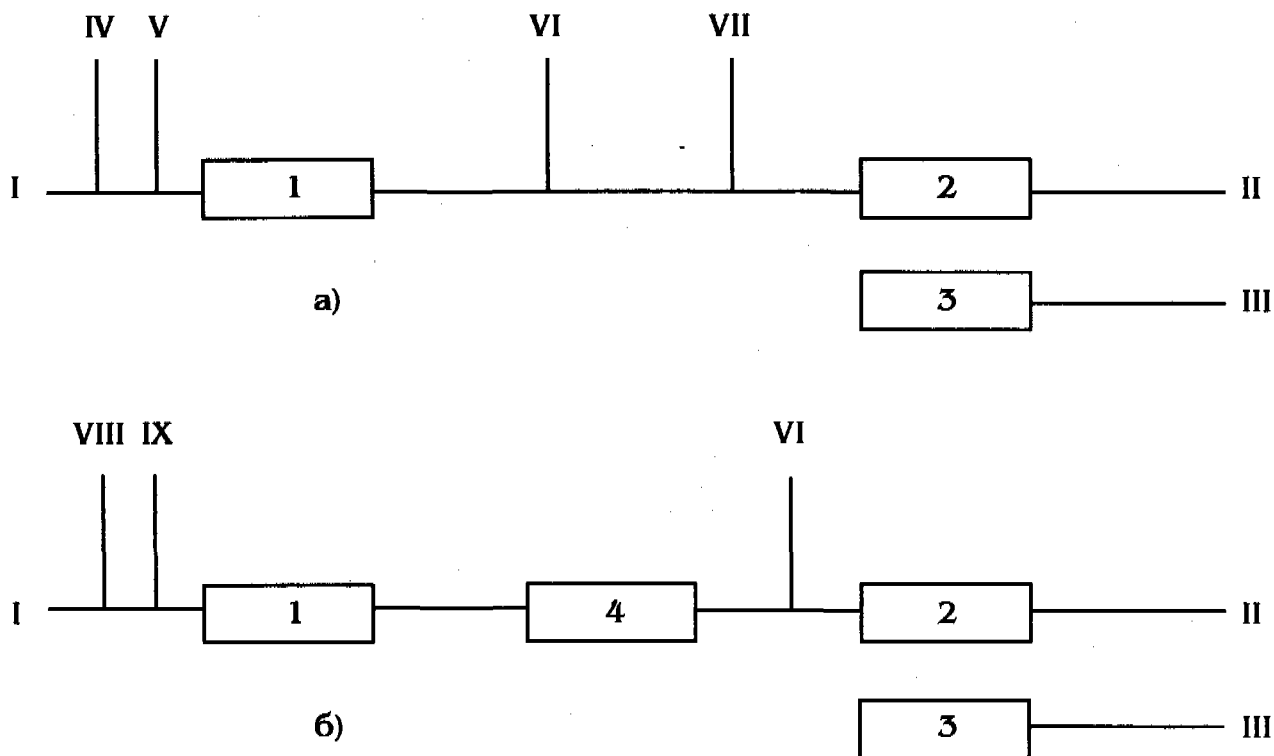 IV V VI VII
I 1 2 II
3 III
а)
VIII IX VI
I 1 4 2 II
3 III
б)